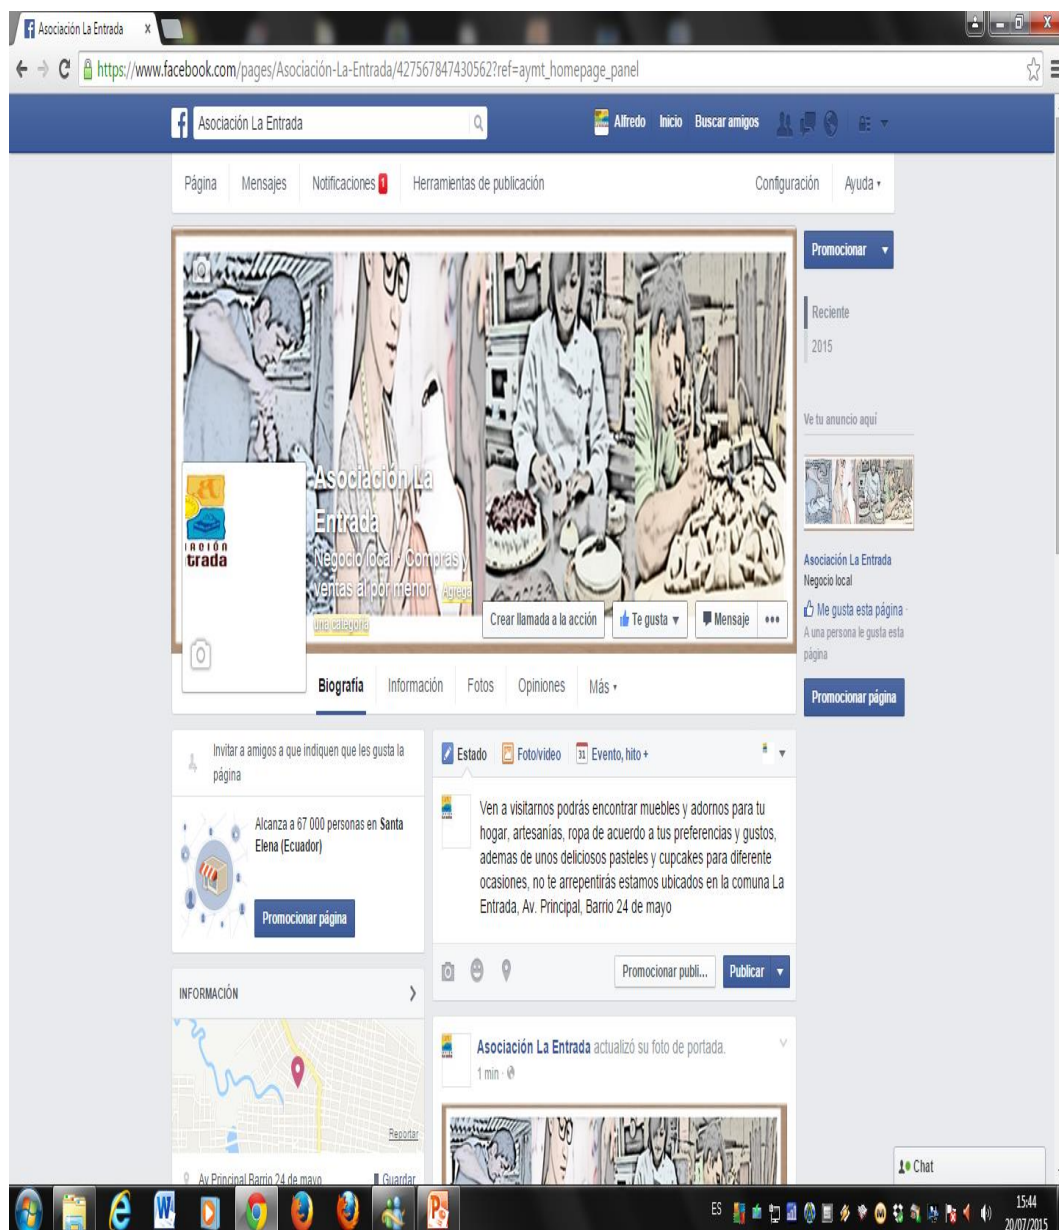 Asociación La Entrada
https://www.facebook.com/pages/Asociación-La-Entrada/427567847430562?ref=aymt_homepage_panel
Asociación La Entrada
Alfredo Inicio Buscar amigos
Página Mensajes Notificaciones 1 Herramientas de publicación Configuración Ayuda
Promocionar
Reciente
2015
Ve tu anuncio aquí
Asociación La
Entrada
Negocio local · Compras y
ventas al por menor Agrega
una categoría
trada
Crear llamada a la acción Te gusta Mensaje
Asociación La Entrada
Negocio local
Me gusta esta página ·
A una persona le gusta esta
página
Promocionar página
Biografía Información Fotos Opiniones Más
Invitar a amigos a que indiquen que les gusta la
página
Alcanza a 67 000 personas en Santa
Elena (Ecuador)
Promocionar página
INFORMACIÓN
Reportar
Av Principal Barrio 24 de mayo Guardar
Estado Foto/video 31 Evento, hito +
Ven a visitarnos podrás encontrar muebles y adornos para tu
hogar, artesanías, ropa de acuerdo a tus preferencias y gustos,
ademas de unos deliciosos pasteles y cupcakes para diferente
ocasiones, no te arrepentirás estamos ubicados en la comuna La
Entrada, Av. Principal, Barrio 24 de mayo
Promocionar publi... Publicar
Asociación La Entrada actualizó su foto de portada.
1 min ·
Chat
ES
15:44
20/07/2015